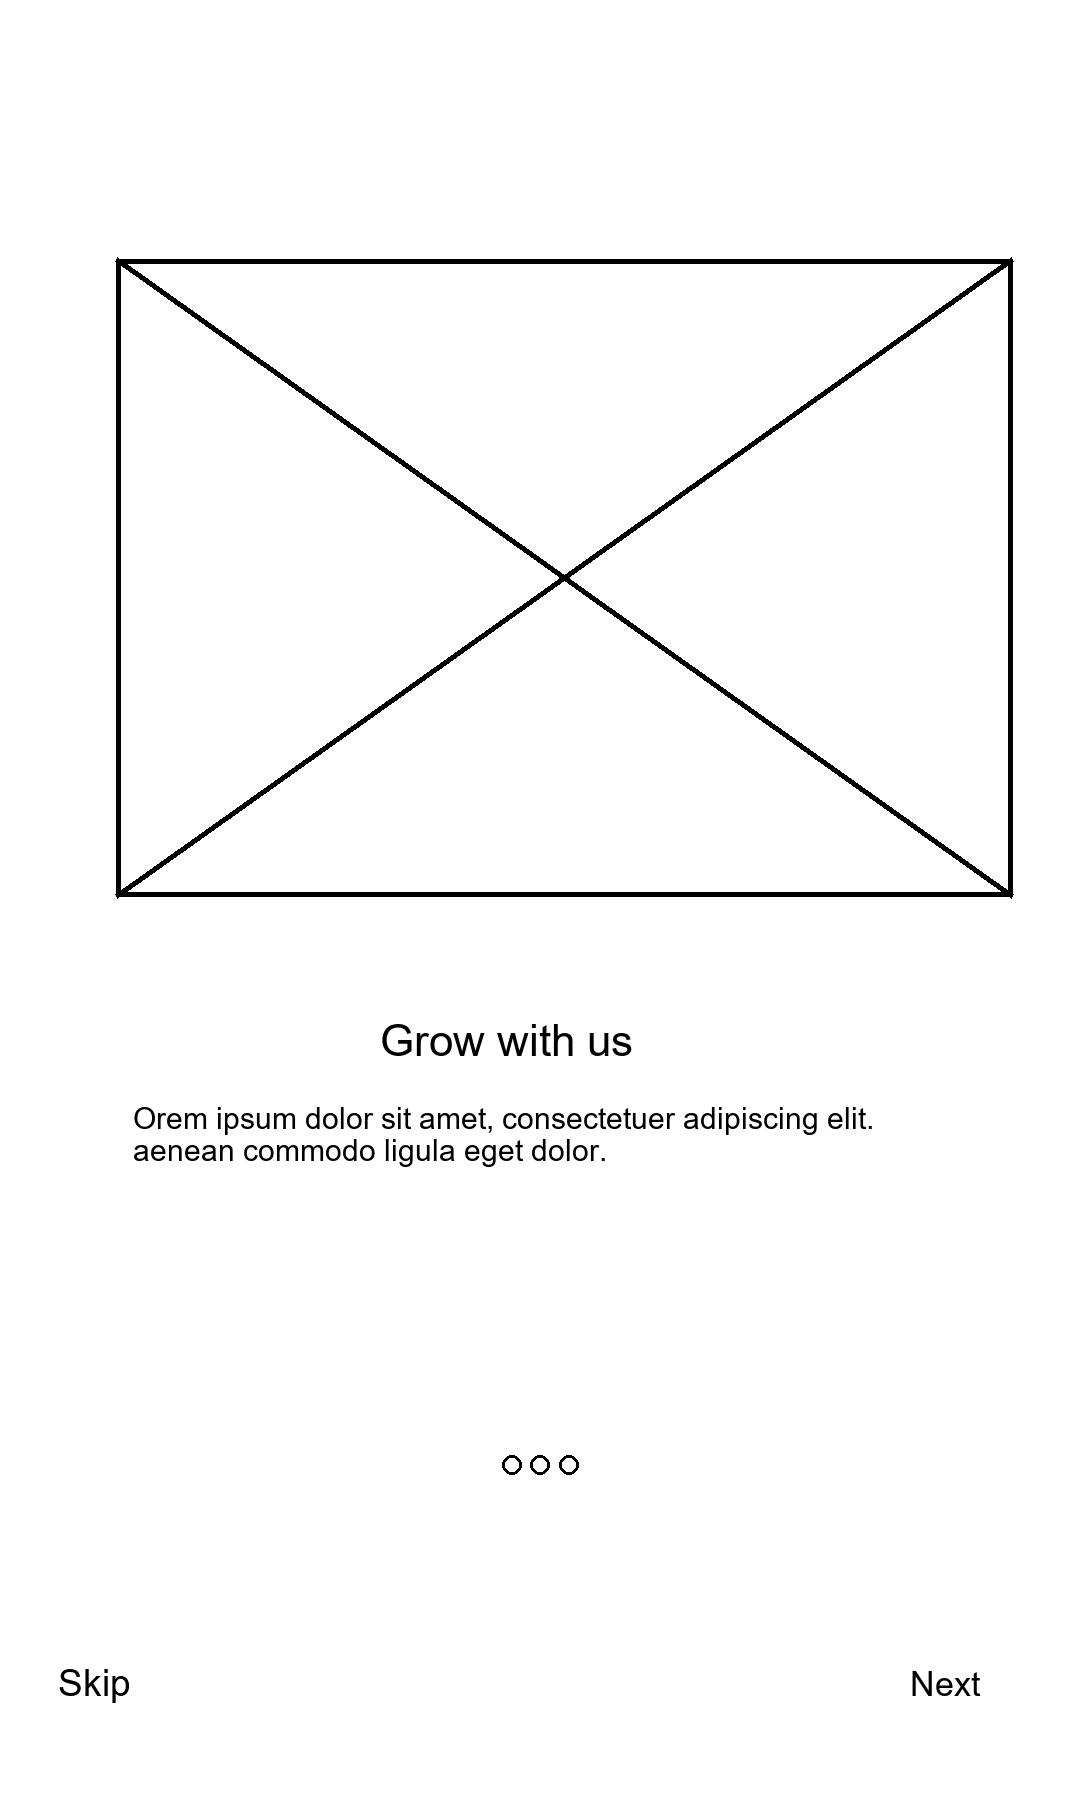 Grow with us
Orem ipsum dolor sit amet, consectetuer adipiscing elit.
aenean commodo ligula eget dolor.
Skip
Next